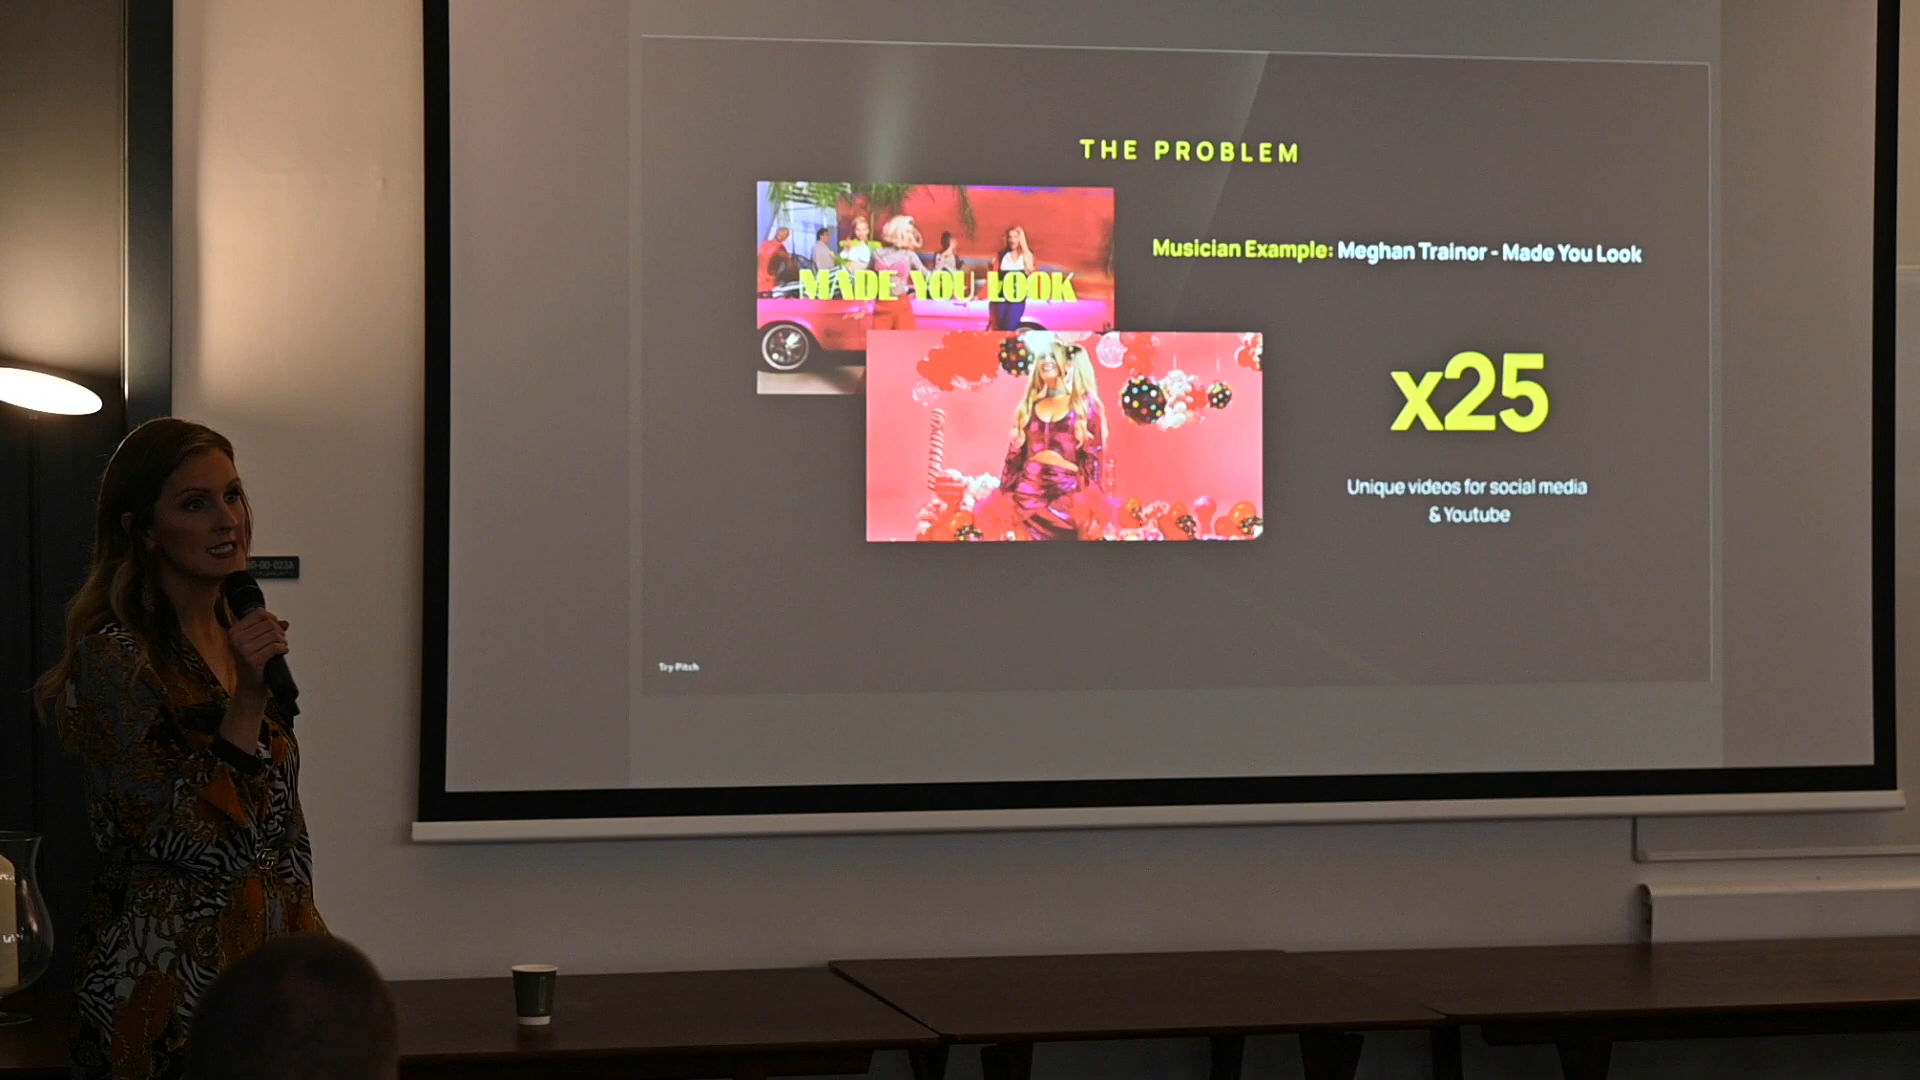 THE PROBLEM
MADE YOU LOOK
Musician Example: Meghan Trainor - Made You Look
x25
Unique videos for social media
& Youtube
Try Pitch